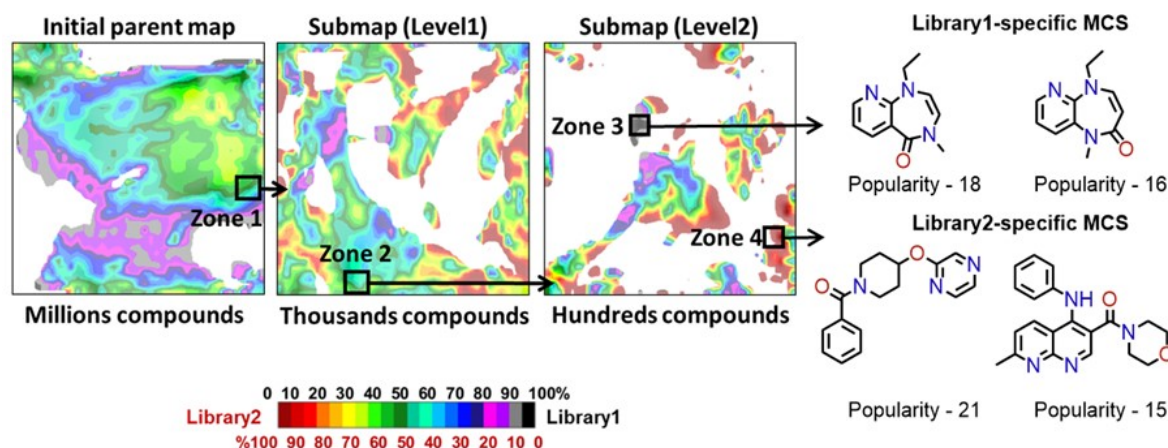 Initial parent map
Submap (Level1)
Submap (Level2)
Zone 1
Zone 2
Zone 3
Zone 4
Millions compounds
Thousands compounds
Hundreds compounds
Library1-specific MCS
N
N
N
O
N
N
N
O
Popularity - 18
Popularity - 16
Library2-specific MCS
O
N
N
N
O
NH
O
N
N
N
O
Popularity - 21
Popularity - 15
0 10 20 30 40 50 60 70 80 90 100%
Library2
Library1
%100 90 80 70 60 50 40 30 20 10 0